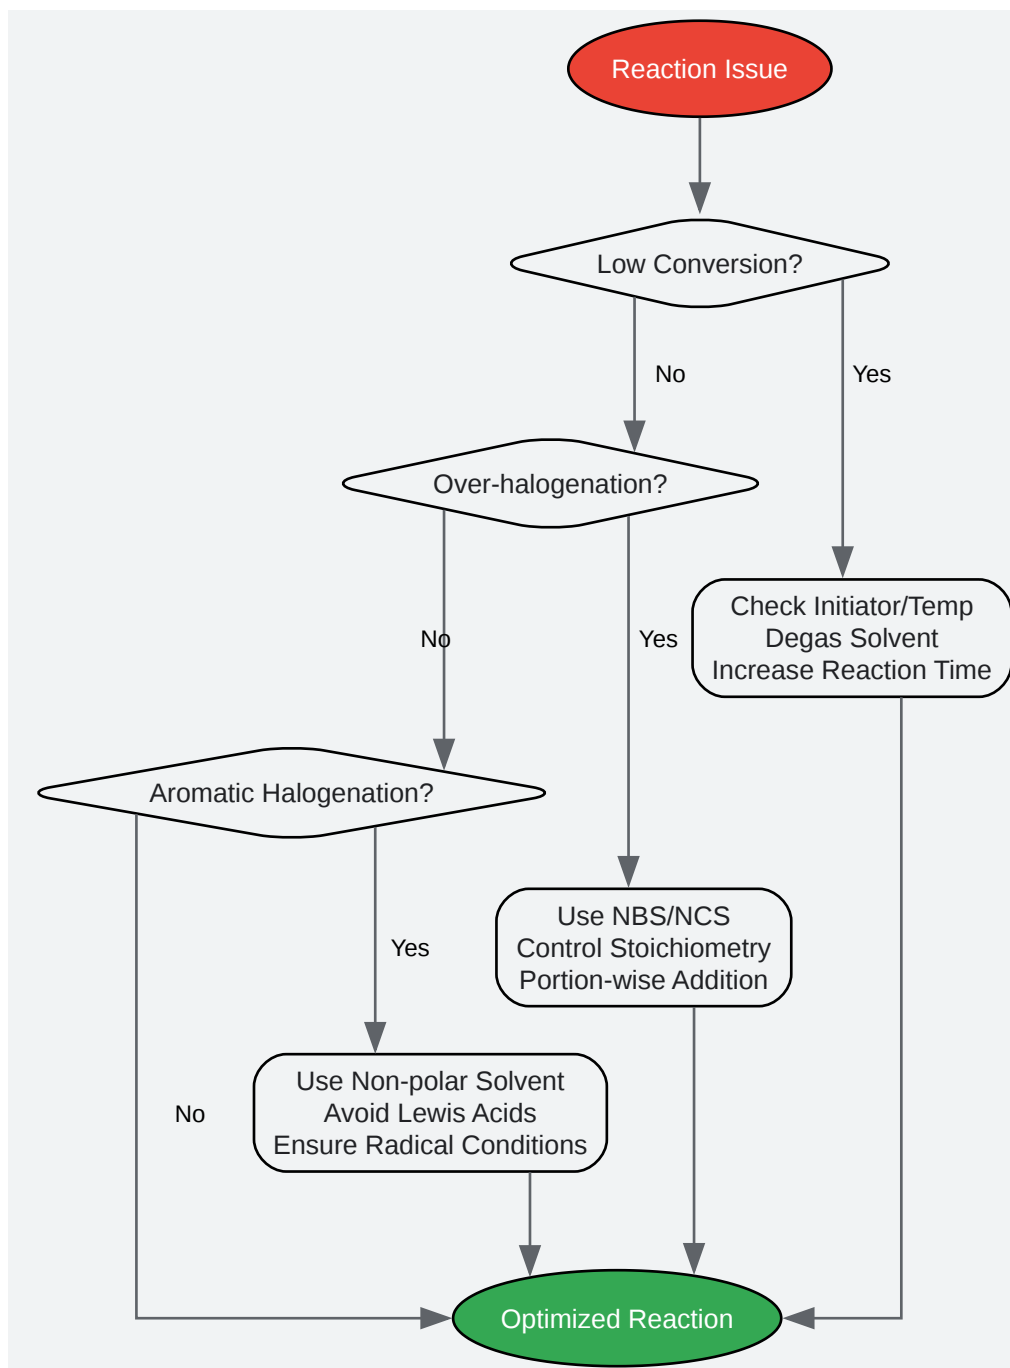 Reaction Issue
Low Conversion?
No
Yes
Over-halogenation?
Check Initiator/Temp
Degas Solvent
Increase Reaction Time
No
Yes
Aromatic Halogenation?
Use NBS/NCS
Control Stoichiometry
Portion-wise Addition
Yes
Use Non-polar Solvent
Avoid Lewis Acids
Ensure Radical Conditions
No
Optimized Reaction